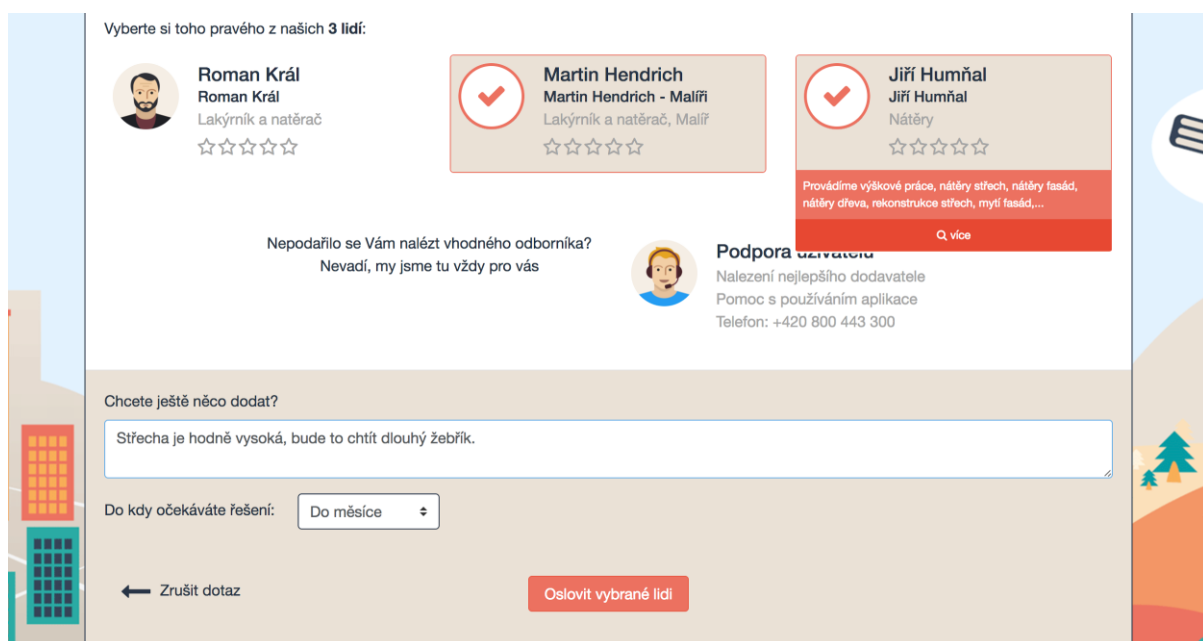 Vyberte si toho pravého z našich 3 lidí:
Roman Král
Roman Král
Lakýrník a natěrač
Martin Hendrich
Martin Hendrich - Malíři
Lakýrník a natěrač, Malíř
Jiří Humňal
Jiří Humňal
Nátěry
Provádíme výškové práce, nátěry střech, nátěry fasád,
nátěry dřeva, rekonstrukce střech, mytí fasád,...
více
Nepodařilo se Vám nalézt vhodného odborníka?
Nevadí, my jsme tu vždy pro vás
Podpora uživatelů
Nalezení nejlepšího dodavatele
Pomoc s používáním aplikace
Telefon: +420 800 443 300
Chcete ještě něco dodat?
Střecha je hodně vysoká, bude to chtít dlouhý žebřík.
Do kdy očekáváte řešení:
Do měsíce
Zrušit dotaz
Oslovit vybrané lidi